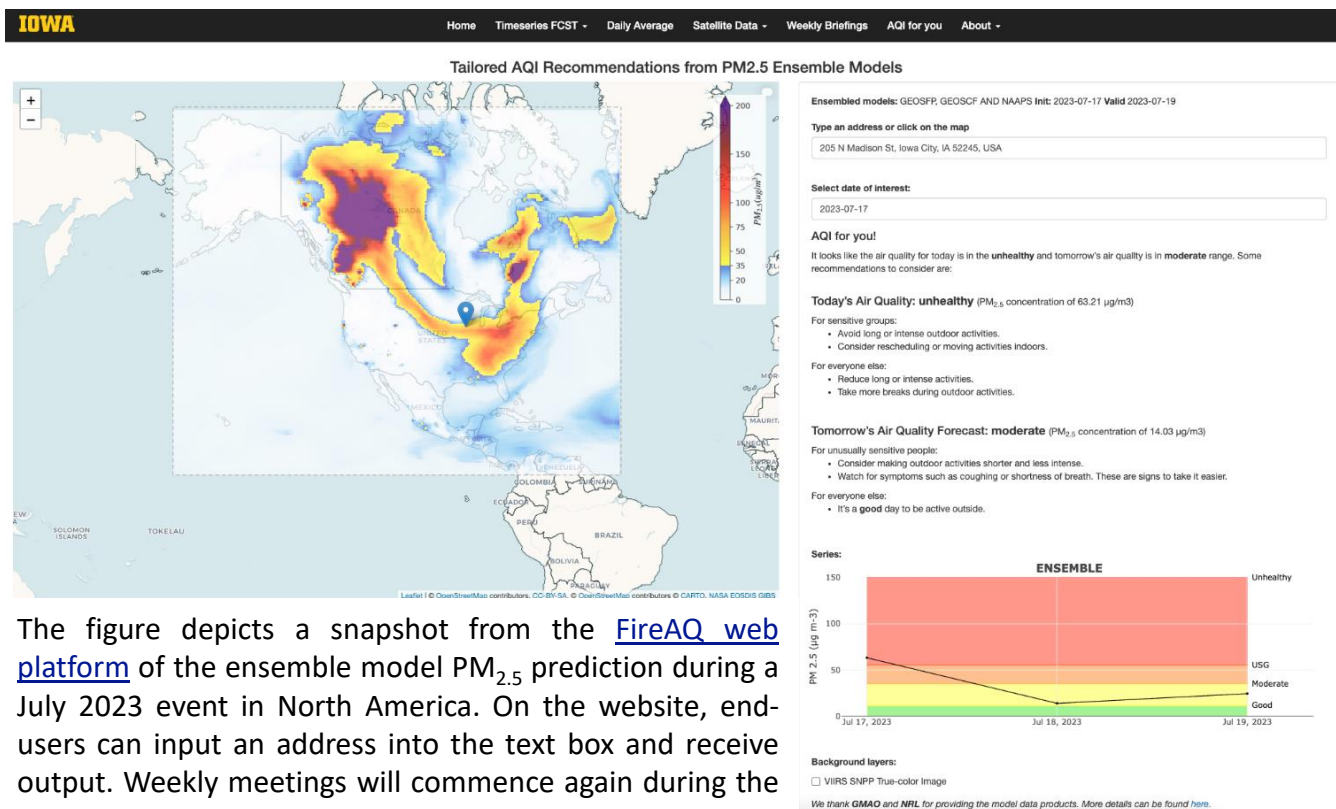 IOWA
Home Timeseries FCST Daily Average Satellite Data Weekly Briefings AQI for you About
Tailored AQI Recommendations from PM2.5 Ensemble Models
+
−
200
150
100
75
50
35
20
0
PM2.5(ug/m³)
CANADA
UNITED
STATES
MEXICO
VENEZUELA
COLOMBIA
SURINAME
ECUADOR
PERU
BRAZIL
BOLIVIA
PARAGUAY
SOLOMON
ISLANDS
TOKELAU
MAURIT
Leaflet | © OpenStreetMap contributors, CC-BY-SA, © OpenStreetMap contributors © CARTO, NASA EOSDIS GIBS
Ensembled models: GEOSFP, GEOSCF AND NAAPS Init: 2023-07-17 Valid 2023-07-19
Type an address or click on the map
205 N Madison St, Iowa City, IA 52245, USA
Select date of interest:
2023-07-17
AQI for you!
It looks like the air quality for today is in the unhealthy and tomorrow's air quality is in moderate range. Some
recommendations to consider are:
Today's Air Quality: unhealthy (PM2.5 concentration of 63.21 µg/m3)
For sensitive groups:
• Avoid long or intense outdoor activities.
• Consider rescheduling or moving activities indoors.
For everyone else:
• Reduce long or intense activities.
• Take more breaks during outdoor activities.
Tomorrow's Air Quality Forecast: moderate (PM2.5 concentration of 14.03 µg/m3)
For unusually sensitive people:
• Consider making outdoor activities shorter and less intense.
• Watch for symptoms such as coughing or shortness of breath. These are signs to take it easier.
For everyone else:
• It's a good day to be active outside.
Series:
ENSEMBLE
150
100
50
0
PM 2.5 (µg m-3)
Unhealthy
USG
Moderate
Good
Jul 17, 2023
Jul 18, 2023
Jul 19, 2023
Background layers:
VIIRS SNPP True-color Image
We thank GMAO and NRL for providing the model data products. More details can be found here.
The figure depicts a snapshot from the FireAQ web
platform of the ensemble model PM2.5 prediction during a
July 2023 event in North America. On the website, end-
users can input an address into the text box and receive
output. Weekly meetings will commence again during the